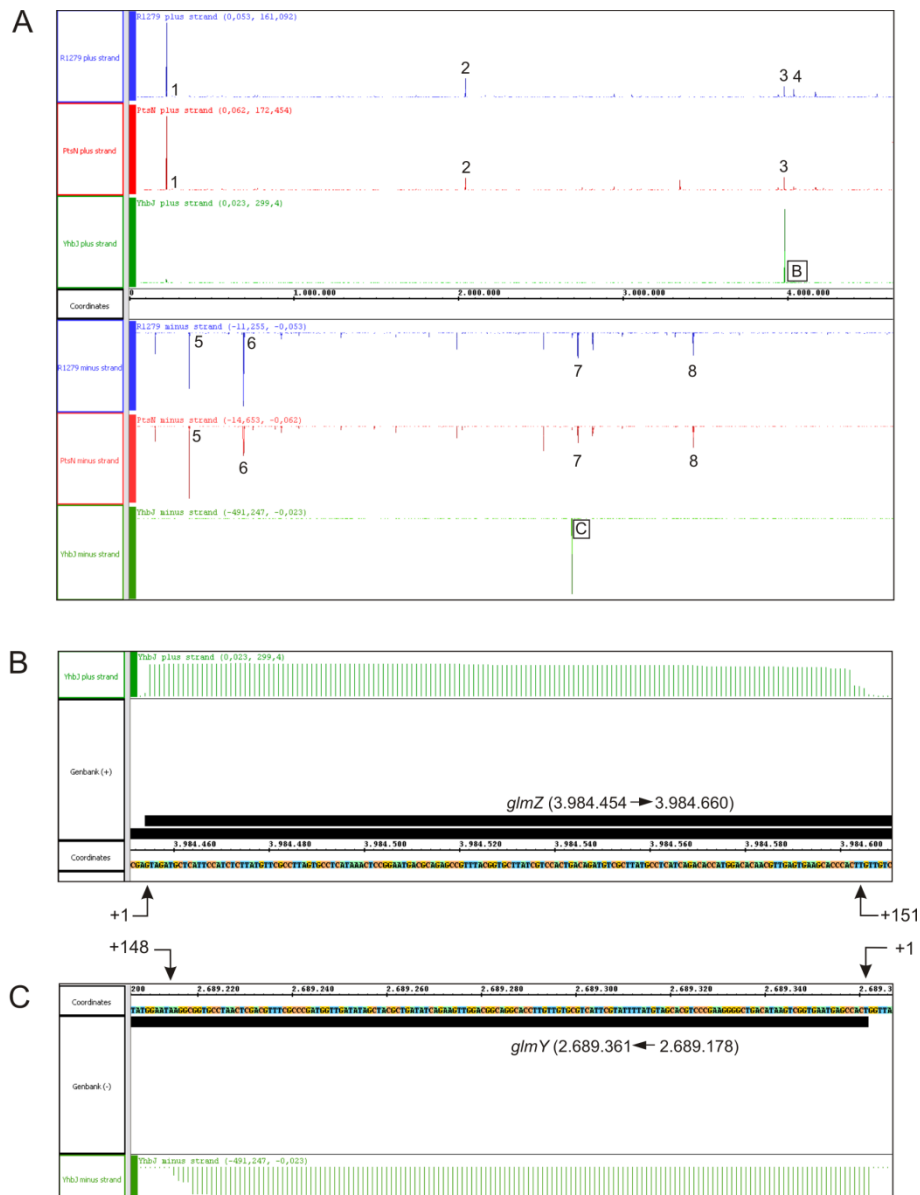 A
R1279 plus strand (0,053, 161,092)
R1279 plus strand
1
2
3
4
PtsN plus strand (0,062, 172,454)
PtsN plus strand
1
2
3
YhbJ plus strand (0,023, 299,4)
YhbJ plus strand
B
Coordinates
0 1.000.000 2.000.000 3.000.000 4.000.000
R1279 minus strand (-11,255, -0,053)
R1279 minus strand
5
6
7
8
PtsN minus strand (-14,653, -0,062)
PtsN minus strand
5
6
7
8
YhbJ minus strand (-491,247, -0,023)
YhbJ minus strand
C
B
YhbJ plus strand (0,023, 299,4)
YhbJ plus strand
Genbank (+)
glmZ (3.984.454 → 3.984.660)
Coordinates
3.984.460 3.984.480 3.984.500 3.984.520 3.984.540 3.984.560 3.984.580 3.984.600
+1
+151
+148
+1
C
Coordinates
200 2.689.220 2.689.240 2.689.260 2.689.280 2.689.300 2.689.320 2.689.340 2.689.3
Genbank (-)
glmY (2.689.361 ← 2.689.178)
YhbJ minus strand (-491,247, -0,023)
YhbJ minus strand